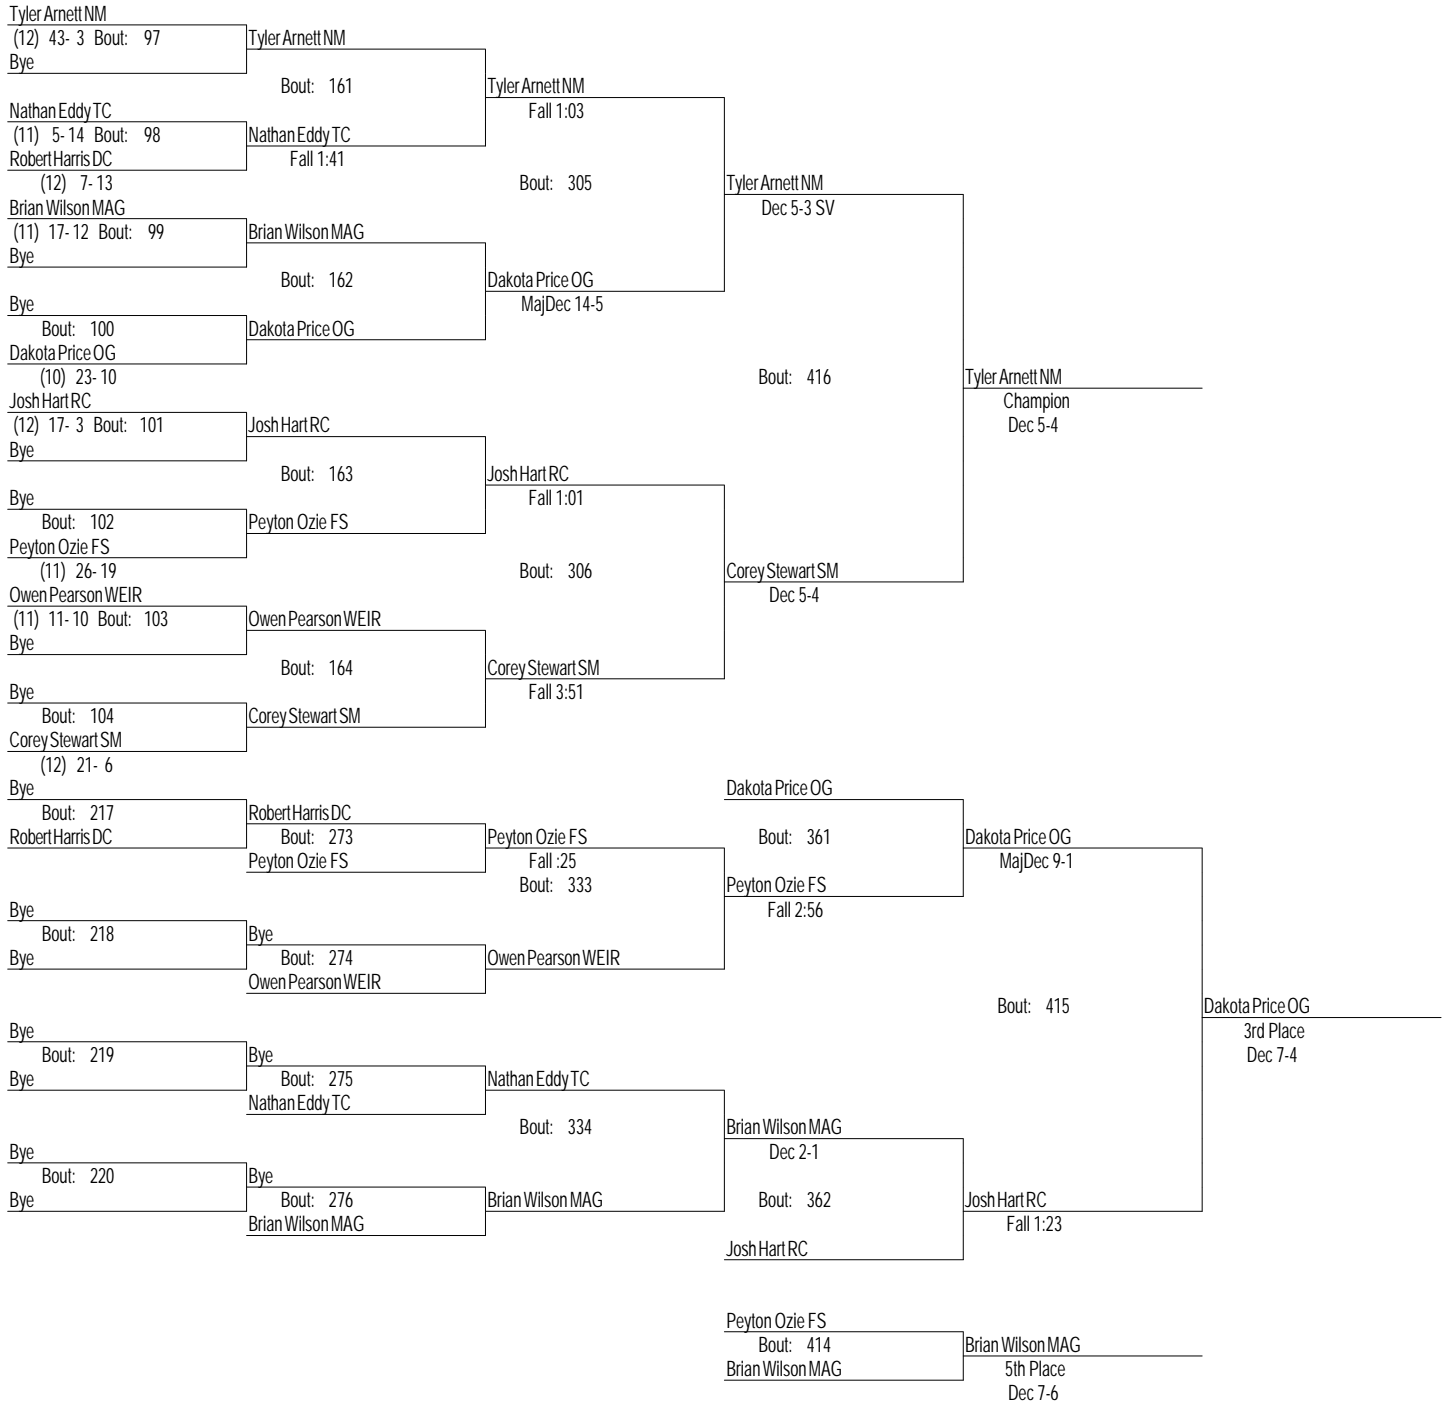 Tyler Arnett NM
(12) 43- 3 Bout: 97 Tyler Arnett NM
Bye
Bout: 161 Tyler Arnett NM
Nathan Eddy TC Fall 1:03
(11) 5- 14 Bout: 98 Nathan Eddy TC
Robert Harris DC Fall 1:41
(12) 7- 13 Bout: 305 Tyler Arnett NM
Brian Wilson MAG Dec 5-3 SV
(11) 17- 12 Bout: 99 Brian Wilson MAG
Bye
Bout: 162 Dakota Price OG
Bye MajDec 14-5
Bout: 100 Dakota Price OG
Dakota Price OG
(10) 23- 10 Bout: 416 Tyler Arnett NM
Josh Hart RC Champion
(12) 17- 3 Bout: 101 Josh Hart RC Dec 5-4
Bye
Bout: 163 Josh Hart RC
Bye Fall 1:01
Bout: 102 Peyton Ozie FS
Peyton Ozie FS
(11) 26- 19 Bout: 306 Corey Stewart SM
Owen Pearson WEIR Dec 5-4
(11) 11- 10 Bout: 103 Owen Pearson WEIR
Bye
Bout: 164 Corey Stewart SM
Bye Fall 3:51
Bout: 104 Corey Stewart SM
Corey Stewart SM
(12) 21- 6
Bye Dakota Price OG
Bout: 217 Robert Harris DC
Robert Harris DC Bout: 273 Peyton Ozie FS Bout: 361 Dakota Price OG
Peyton Ozie FS Fall :25 MajDec 9-1
Bout: 333 Peyton Ozie FS
Bye Fall 2:56
Bout: 218 Bye
Bye Bout: 274 Owen Pearson WEIR
Owen Pearson WEIR
Bout: 415 Dakota Price OG
Bye 3rd Place
Bout: 219 Bye Dec 7-4
Bye Bout: 275 Nathan Eddy TC
Nathan Eddy TC
Bout: 334 Brian Wilson MAG
Bye Dec 2-1
Bout: 220 Bye
Bye Bout: 276 Brian Wilson MAG Bout: 362 Josh Hart RC
Brian Wilson MAG Fall 1:23
Josh Hart RC
Peyton Ozie FS
Bout: 414 Brian Wilson MAG
Brian Wilson MAG 5th Place
Dec 7-6